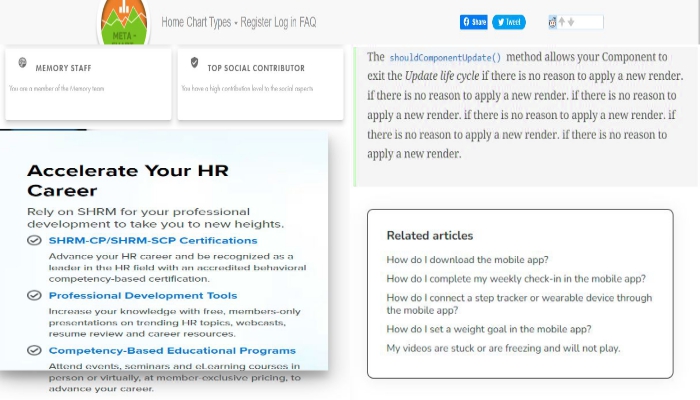 META -
Home Chart Types Register Log in FAQ
Share
Tweet
MEMORY STAFF
You are a member of the Memory team
TOP SOCIAL CONTRIBUTOR
You have a high contribution level to the social aspects
Accelerate Your HR
Career
Rely on SHRM for your professional
development to take you to new heights.
SHRM-CP/SHRM-SCP Certifications
Advance your HR career and be recognized as a
leader in the HR field with an accredited behavioral
competency-based certification.
Professional Development Tools
Increase your knowledge with free, members-only
presentations on trending HR topics, webcasts,
resume review and career resources.
Competency-Based Educational Programs
Attend events, seminars and eLearning courses in
person or virtually, at member-exclusive pricing, to
advance your career.
The shouldComponentUpdate() method allows your Component to
exit the Update life cycle if there is no reason to apply a new render.
if there is no reason to apply a new render. if there is no reason to
apply a new render. if there is no reason to apply a new render. if
there is no reason to apply a new render. if there is no reason to
apply a new render.
Related articles
How do I download the mobile app?
How do I complete my weekly check-in in the mobile app?
How do I connect a step tracker or wearable device through
the mobile app?
How do I set a weight goal in the mobile app?
My videos are stuck or are freezing and will not play.